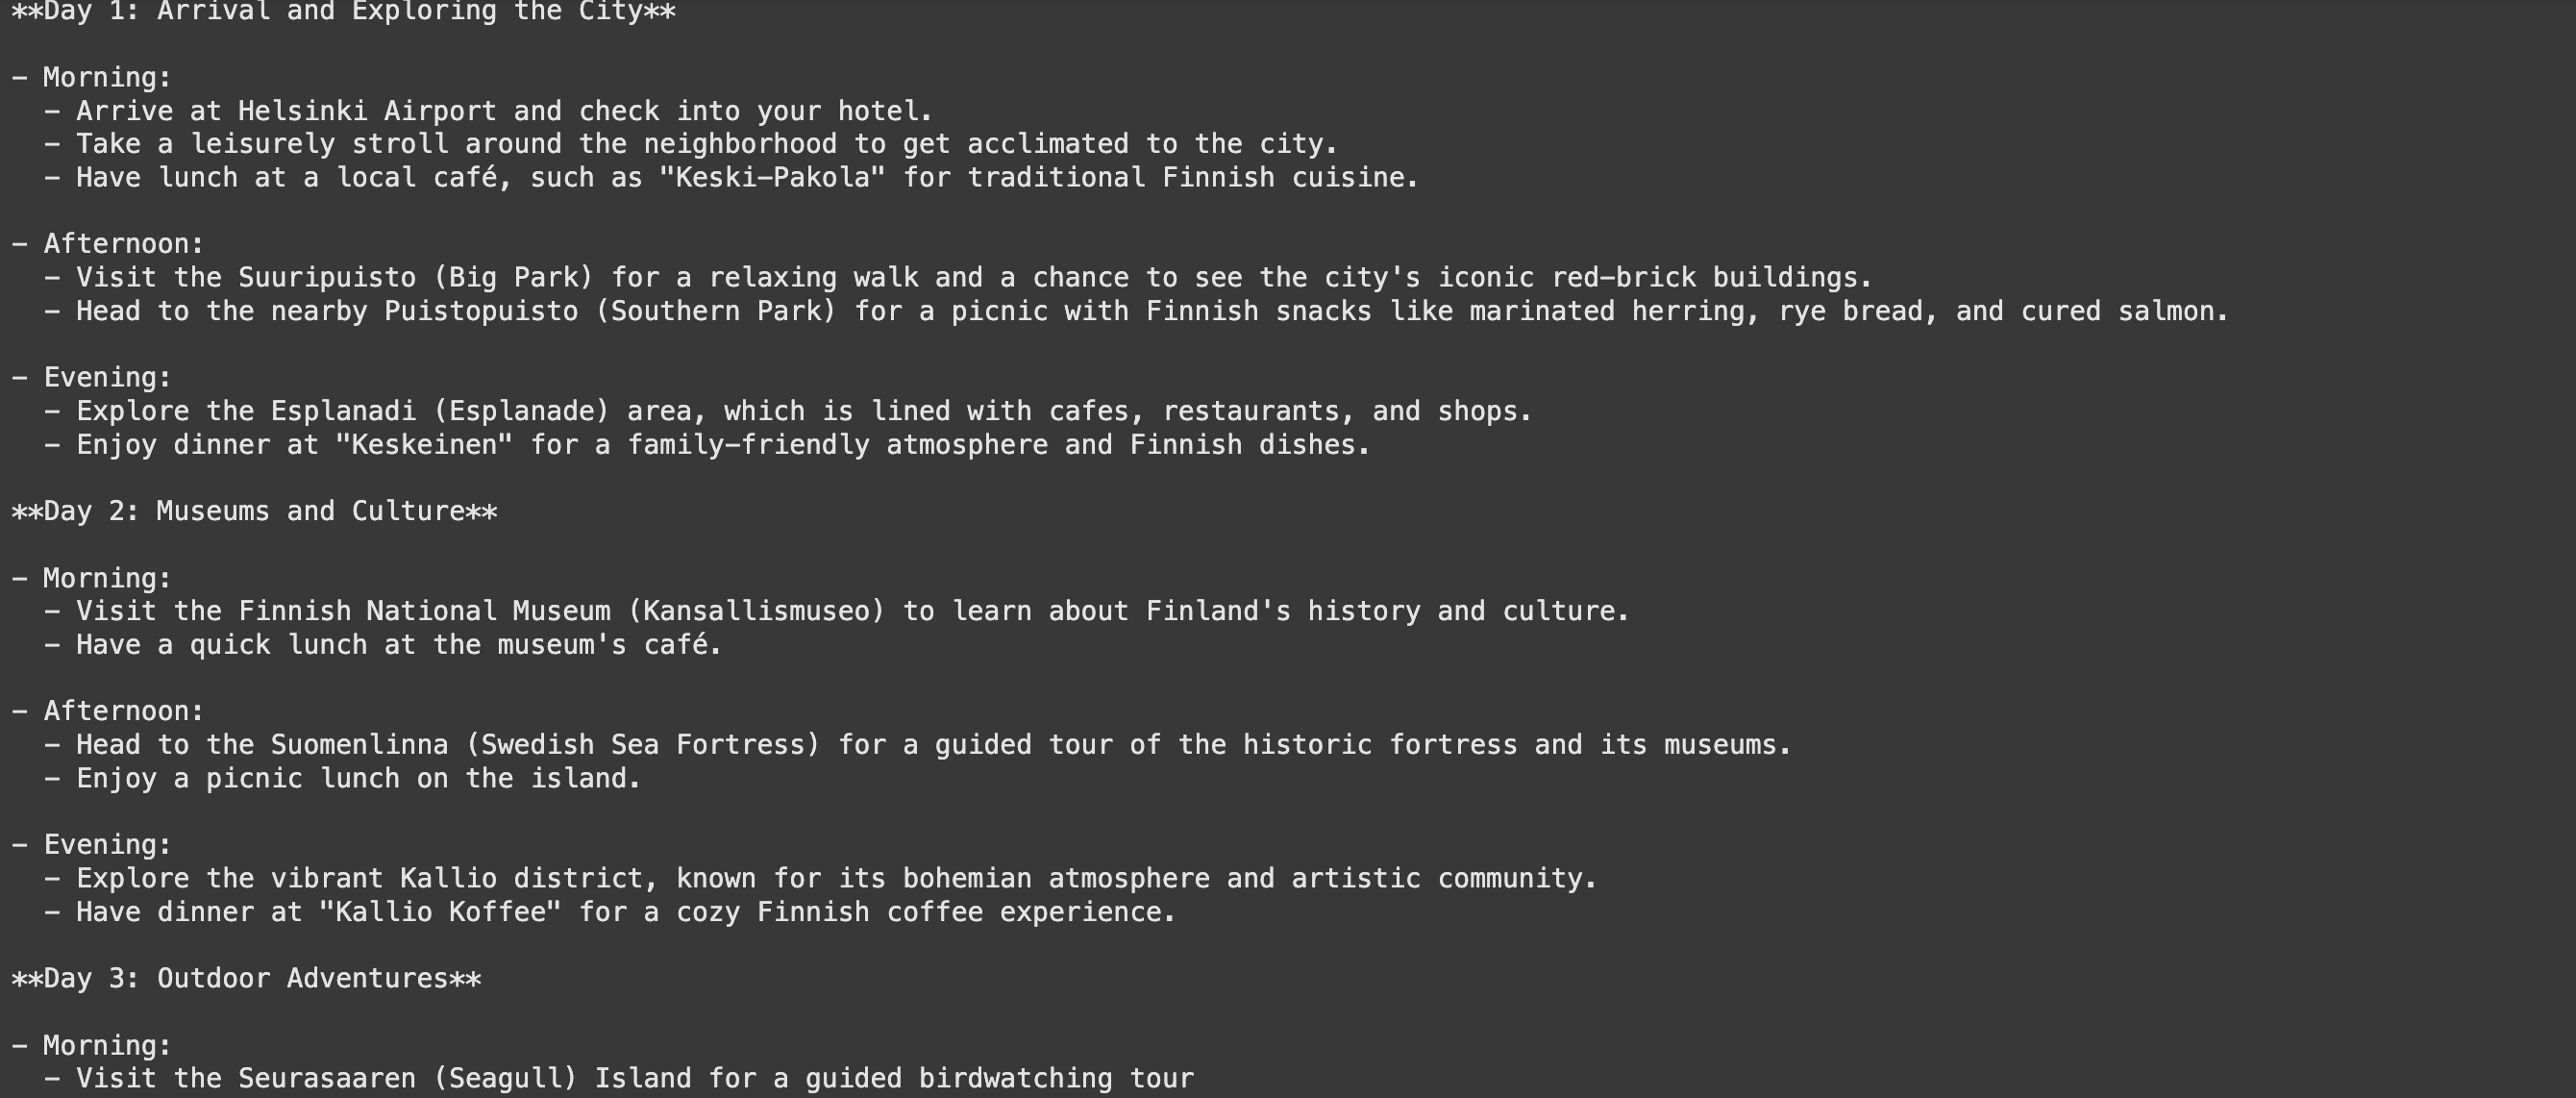 **Day 1: Arrival and Exploring the City**
- Morning:
- Arrive at Helsinki Airport and check into your hotel.
- Take a leisurely stroll around the neighborhood to get acclimated to the city.
- Have lunch at a local café, such as "Keski-Pakola" for traditional Finnish cuisine.
- Afternoon:
- Visit the Suuripuisto (Big Park) for a relaxing walk and a chance to see the city's iconic red-brick buildings.
- Head to the nearby Puistopuisto (Southern Park) for a picnic with Finnish snacks like marinated herring, rye bread, and cured salmon.
- Evening:
- Explore the Esplanadi (Esplanade) area, which is lined with cafes, restaurants, and shops.
- Enjoy dinner at "Keskeinen" for a family-friendly atmosphere and Finnish dishes.
**Day 2: Museums and Culture**
- Morning:
- Visit the Finnish National Museum (Kansallismuseo) to learn about Finland's history and culture.
- Have a quick lunch at the museum's café.
- Afternoon:
- Head to the Suomenlinna (Swedish Sea Fortress) for a guided tour of the historic fortress and its museums.
- Enjoy a picnic lunch on the island.
- Evening:
- Explore the vibrant Kallio district, known for its bohemian atmosphere and artistic community.
- Have dinner at "Kallio Koffee" for a cozy Finnish coffee experience.
**Day 3: Outdoor Adventures**
- Morning:
- Visit the Seurasaaren (Seagull) Island for a guided birdwatching tour